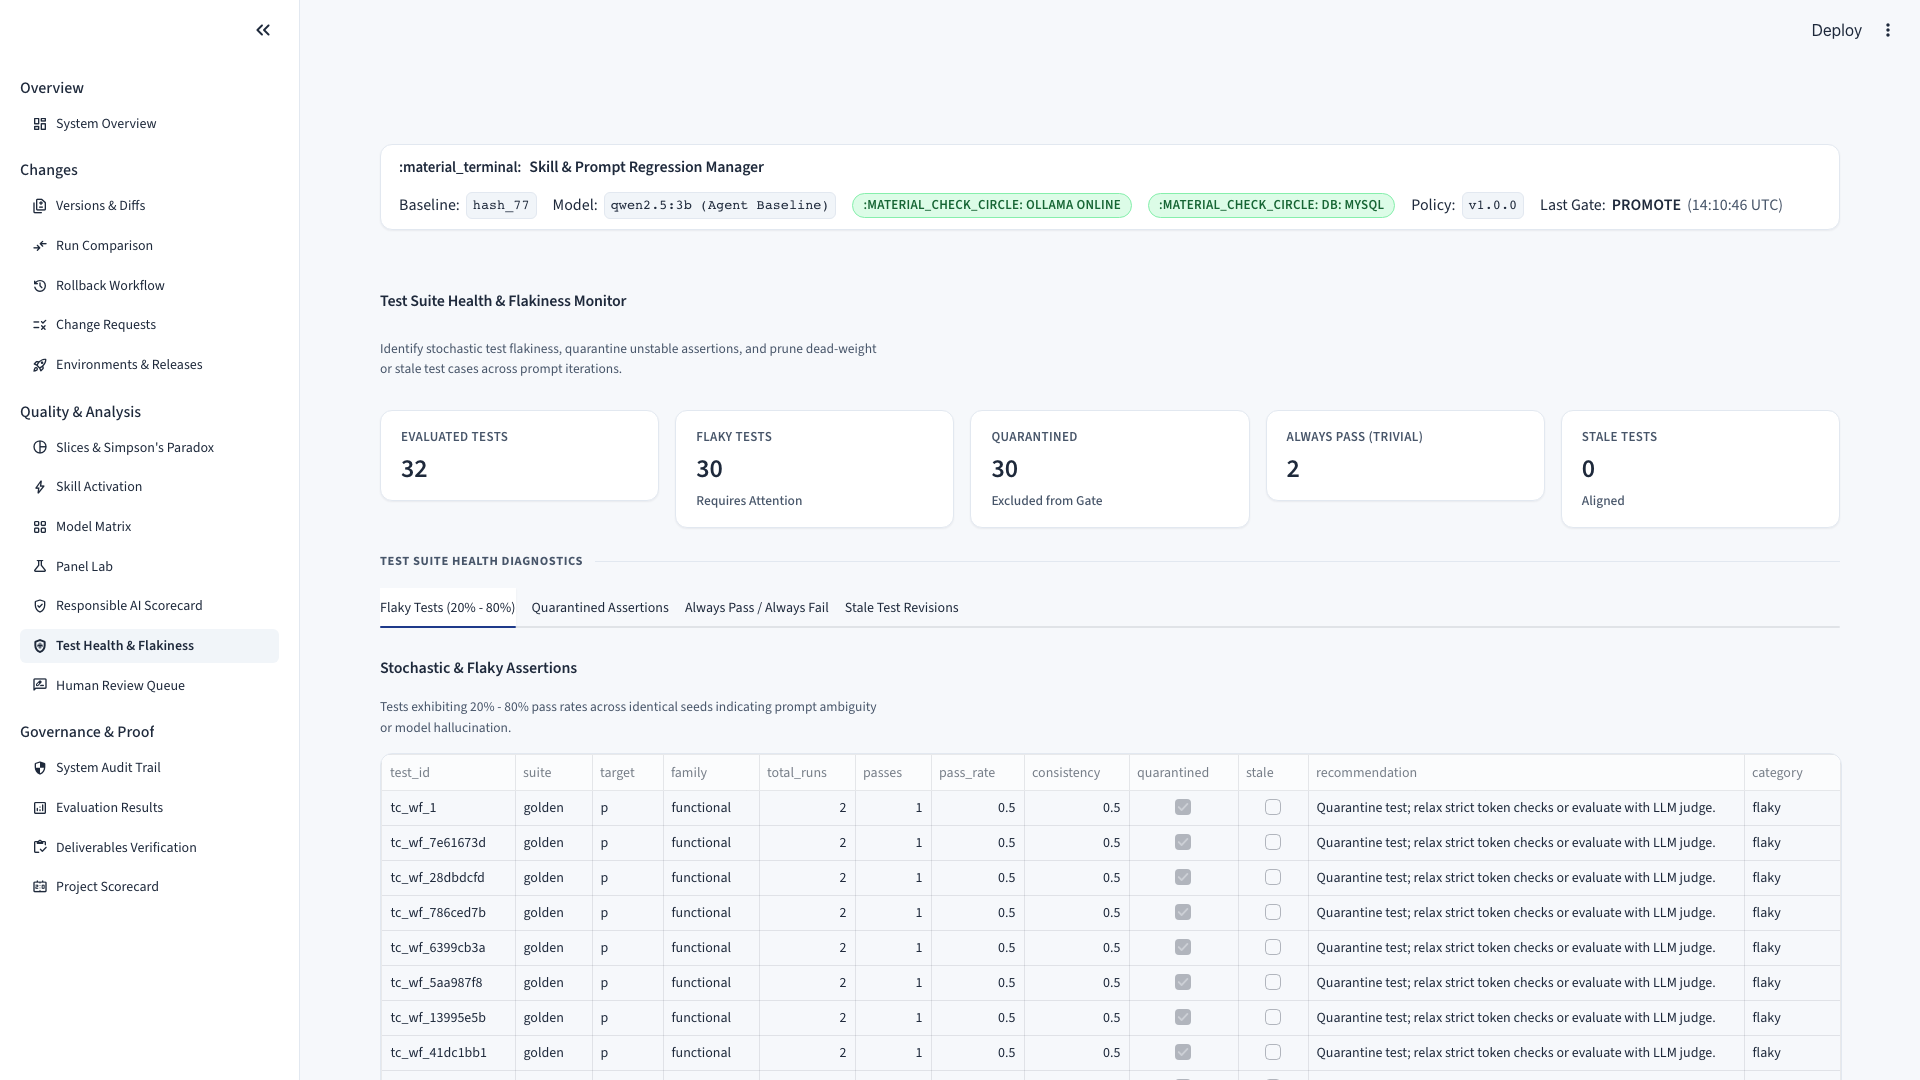 Deploy
Overview
System Overview
Changes
Versions & Diffs
Run Comparison
Rollback Workflow
Change Requests
Environments & Releases
Quality & Analysis
Slices & Simpson's Paradox
Skill Activation
Model Matrix
Panel Lab
Responsible AI Scorecard
Test Health & Flakiness
Human Review Queue
Governance & Proof
System Audit Trail
Evaluation Results
Deliverables Verification
Project Scorecard
:material_terminal: Skill & Prompt Regression Manager
Baseline: hash_77 Model: qwen2.5:3b (Agent Baseline) :MATERIAL_CHECK_CIRCLE: OLLAMA ONLINE :MATERIAL_CHECK_CIRCLE: DB: MYSQL Policy: v1.0.0 Last Gate: PROMOTE (14:10:46 UTC)
Test Suite Health & Flakiness Monitor
Identify stochastic test flakiness, quarantine unstable assertions, and prune dead-weight
or stale test cases across prompt iterations.
EVALUATED TESTS
32
FLAKY TESTS
30
Requires Attention
QUARANTINED
30
Excluded from Gate
ALWAYS PASS (TRIVIAL)
2
STALE TESTS
0
Aligned
TEST SUITE HEALTH DIAGNOSTICS
Flaky Tests (20% - 80%) Quarantined Assertions Always Pass / Always Fail Stale Test Revisions
Stochastic & Flaky Assertions
Tests exhibiting 20% - 80% pass rates across identical seeds indicating prompt ambiguity
or model hallucination.
test_id suite target family total_runs passes pass_rate consistency quarantined stale recommendation category
tc_wf_1 golden p functional 2 1 0.5 0.5 Quarantine test; relax strict token checks or evaluate with LLM judge. flaky
tc_wf_7e61673d golden p functional 2 1 0.5 0.5 Quarantine test; relax strict token checks or evaluate with LLM judge. flaky
tc_wf_28dbdcfd golden p functional 2 1 0.5 0.5 Quarantine test; relax strict token checks or evaluate with LLM judge. flaky
tc_wf_786ced7b golden p functional 2 1 0.5 0.5 Quarantine test; relax strict token checks or evaluate with LLM judge. flaky
tc_wf_6399cb3a golden p functional 2 1 0.5 0.5 Quarantine test; relax strict token checks or evaluate with LLM judge. flaky
tc_wf_5aa987f8 golden p functional 2 1 0.5 0.5 Quarantine test; relax strict token checks or evaluate with LLM judge. flaky
tc_wf_13995e5b golden p functional 2 1 0.5 0.5 Quarantine test; relax strict token checks or evaluate with LLM judge. flaky
tc_wf_41dc1bb1 golden p functional 2 1 0.5 0.5 Quarantine test; relax strict token checks or evaluate with LLM judge. flaky